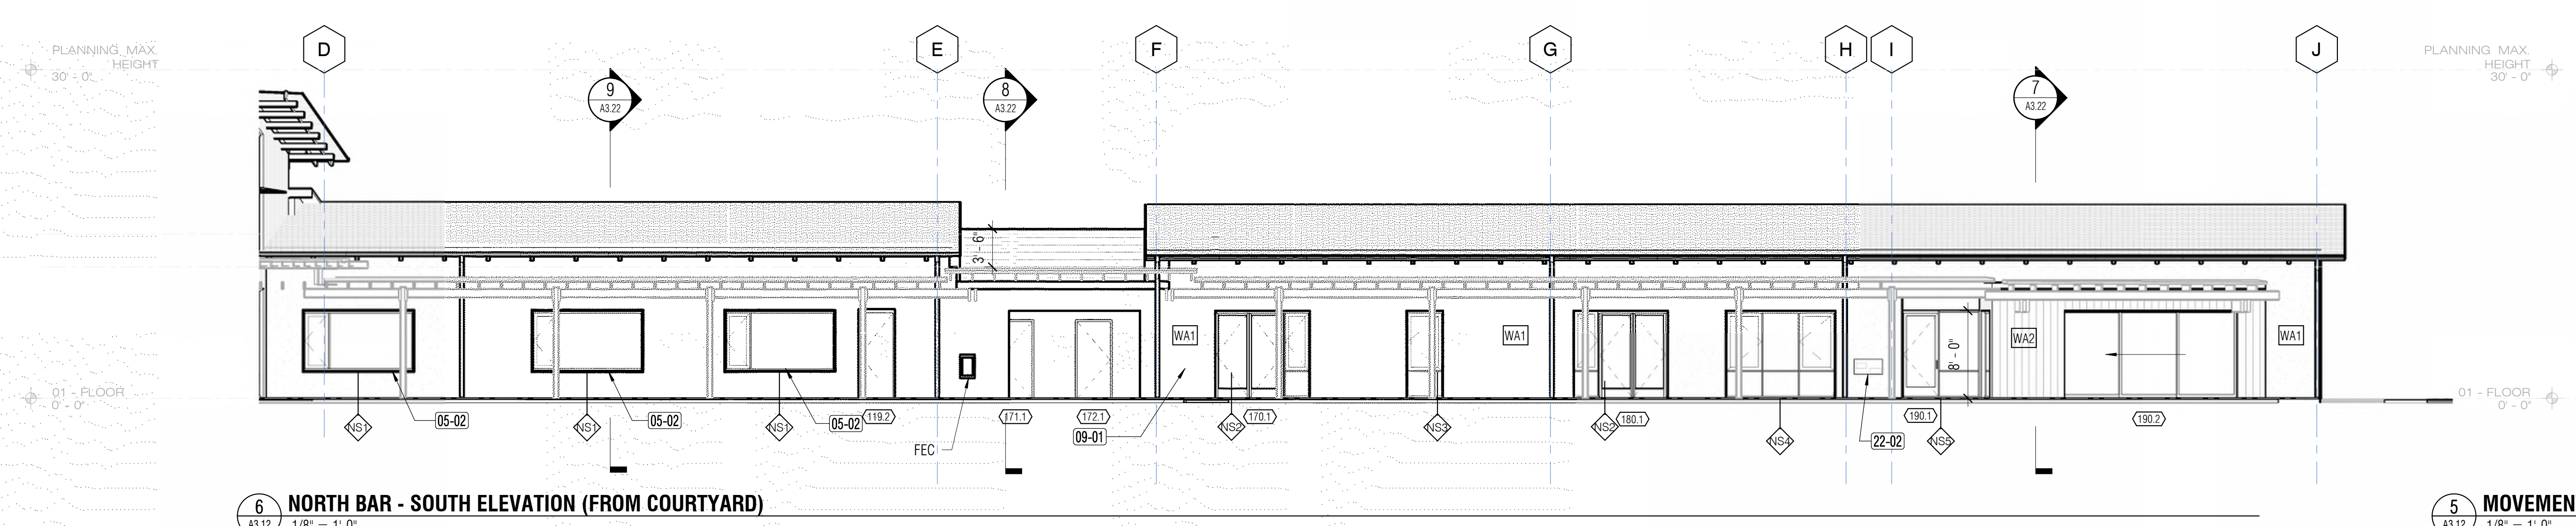 D
E
F
G
H
I
J
PLANNING MAX.
HEIGHT
30' - 0"
PLANNING MAX.
HEIGHT
30' - 0"
9
A3.22
8
A3.22
7
A3.22
3' - 6"
WA1
WA1
8' - 0"
WA2
WA1
01 - FLOOR
0' - 0"
01 - FLOOR
0' - 0"
NS1
05-02
NS1
05-02
NS1
05-02
119.2
FEC
171.1
172.1
09-01
NS2
170.1
NS3
NS2
180.1
NS4
22-02
190.1
NS5
190.2
6
A3.12
NORTH BAR - SOUTH ELEVATION (FROM COURTYARD)
1/8" = 1'-0"
5
A3.12
MOVEMEN
1/8" = 1'-0"